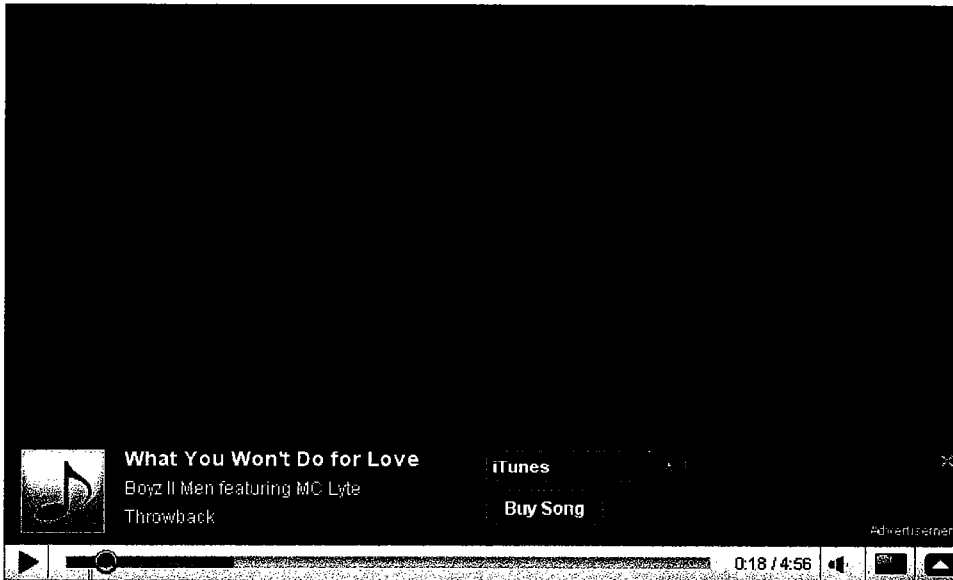 What You Won't Do for Love
Boyz II Men featuring MC Lyte
Throwback
iTunes
Buy Song
Advertisemen
0:18 / 4:56